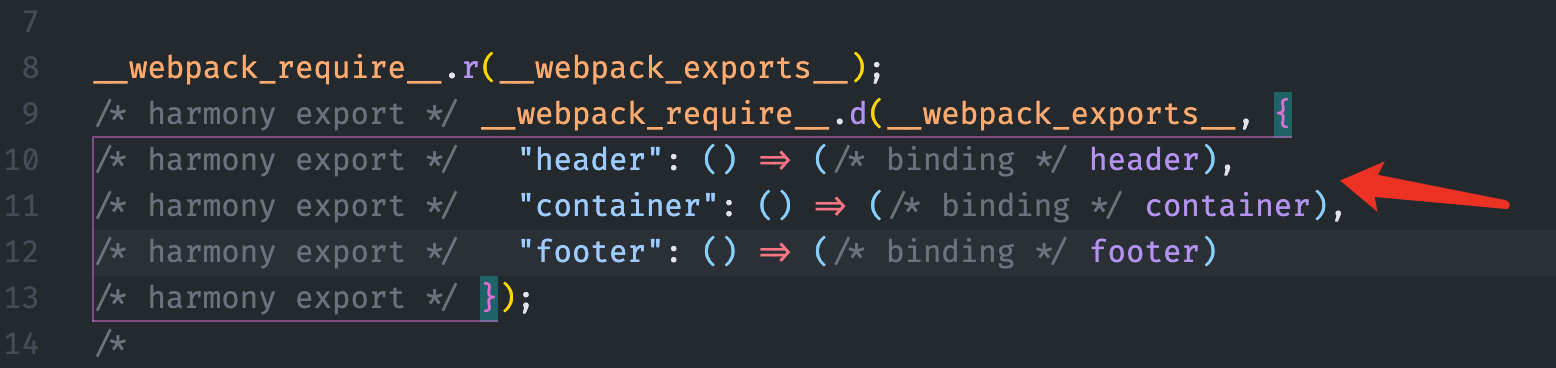 7
8 __webpack_require__.r(__webpack_exports__);
9 /* harmony export */ __webpack_require__.d(__webpack_exports__, {
10 /* harmony export */   "header": () => (/* binding */ header),
11 /* harmony export */   "container": () => (/* binding */ container),
12 /* harmony export */   "footer": () => (/* binding */ footer)
13 /* harmony export */ });
14 /*